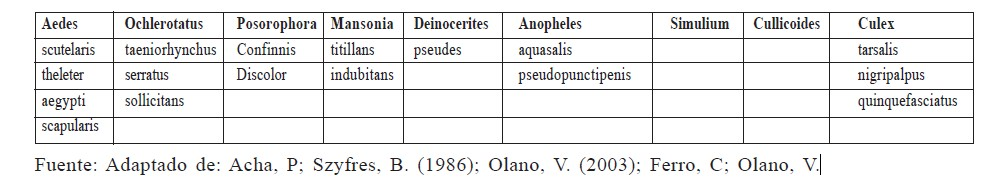 Aedes Ochlerotatus Posorophora Mansonia Deinocerites Anopheles Simulium Cullicoides Culex
scutelaris taeniorhynchus Confinnis titillans pseudes aquasalis tarsalis
theleter serratus Discolor indubitans pseudopunctipenis nigripalpus
aegypti sollicitans quinquefasciatus
scapularis
Fuente: Adaptado de: Acha, P; Szyfres, B. (1986); Olano, V. (2003); Ferro, C; Olano, V.